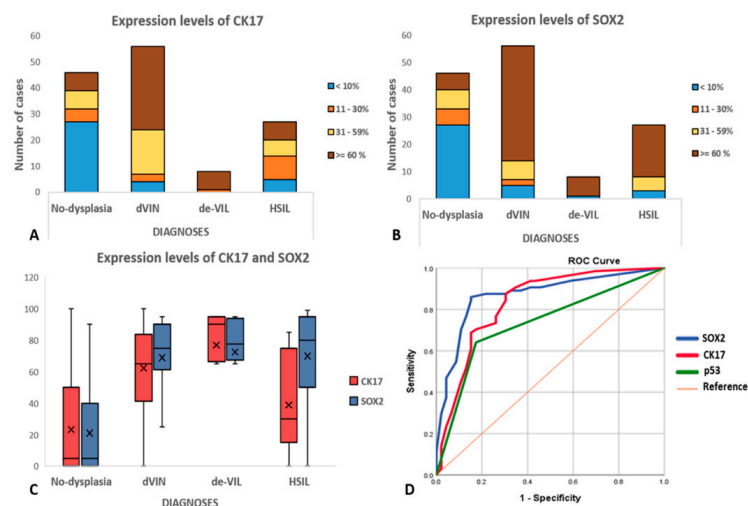 Expression levels of CK17
Number of cases
60
50
40
30
20
10
0
No-dysplasia dVIN de-VIL HSIL
DIAGNOSES
< 10%
11 - 30%
31 - 59%
>= 60 %
A
Expression levels of SOX2
Number of cases
60
50
40
30
20
10
0
No-dysplasia dVIN de-VIL HSIL
DIAGNOSES
< 10%
11 - 30%
31 - 59%
>= 60 %
B
Expression levels of CK17 and SOX2
120
100
80
60
40
20
0
No-dysplasia dVIN de-VIL HSIL
DIAGNOSES
CK17
SOX2
C
ROC Curve
Sensitivity
1.0
0.8
0.6
0.4
0.2
0.0
0.0 0.2 0.4 0.6 0.8 1.0
1 - Specificity
SOX2
CK17
p53
Reference
D